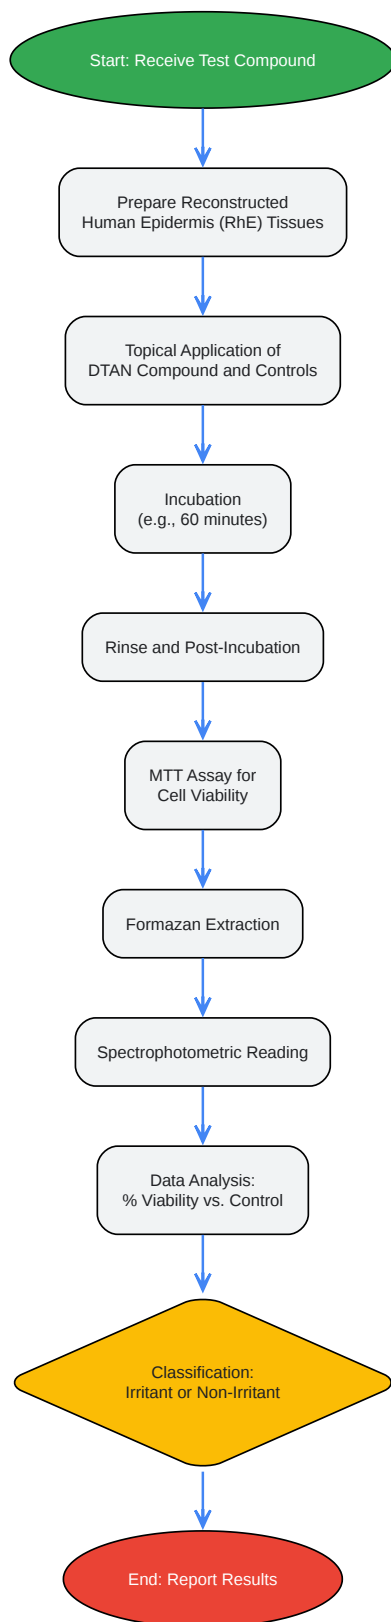 Start: Receive Test Compound
Prepare Reconstructed
Human Epidermis (RhE) Tissues
Topical Application of
DTAN Compound and Controls
Incubation
(e.g., 60 minutes)
Rinse and Post-Incubation
MTT Assay for
Cell Viability
Formazan Extraction
Spectrophotometric Reading
Data Analysis:
% Viability vs. Control
Classification:
Irritant or Non-Irritant
End: Report Results